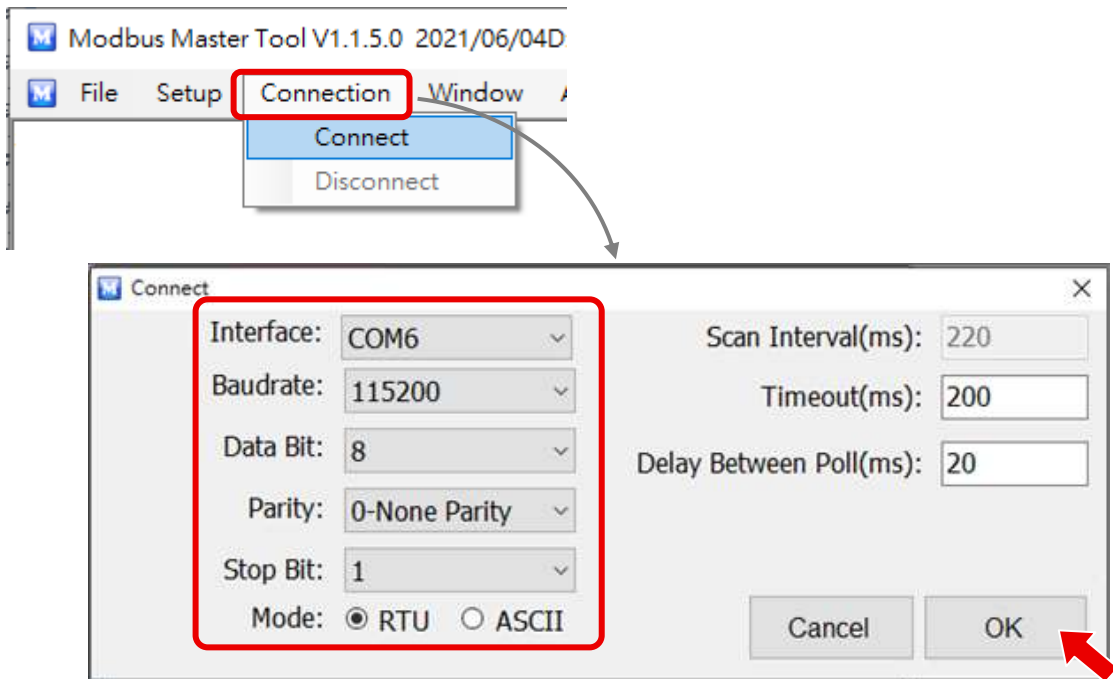 Modbus Master Tool V1.1.5.0 2021/06/04D
File Setup Connection Window
Connect
Disconnect
Connect
Interface: COM6
Baudrate: 115200
Data Bit: 8
Parity: 0-None Parity
Stop Bit: 1
Mode: RTU ASCII
Scan Interval(ms): 220
Timeout(ms): 200
Delay Between Poll(ms): 20
Cancel OK